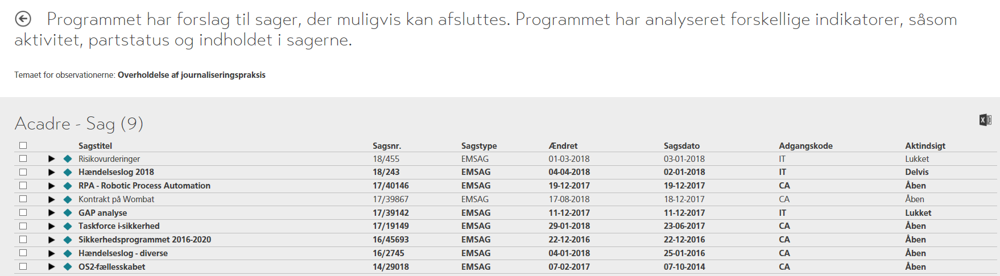 Programmet har forslag til sager, der muligvis kan afsluttes. Programmet har analyseret forskellige indikatorer, såsom
aktivitet, partstatus og indholdet i sagerne.
Temaet for observationerne: Overholdelse af journaliseringspraksis
Acadre - Sag (9)
Sagstitel Sagsnr. Sagstype Ændret Sagsdato Adgangskode Aktindsigt
Risikovurderinger 18/455 EMSAG 01-03-2018 03-01-2018 IT Lukket
Hændelseslog 2018 18/243 EMSAG 04-04-2018 02-01-2018 IT Delvis
RPA - Robotic Process Automation 17/40146 EMSAG 19-12-2017 19-12-2017 CA Åben
Kontrakt på Wombat 17/39867 EMSAG 17-08-2018 18-12-2017 CA Åben
GAP analyse 17/39142 EMSAG 11-12-2017 11-12-2017 IT Lukket
Taskforce i-sikkerhed 17/19149 EMSAG 29-01-2018 23-06-2017 CA Åben
Sikkerhedsprogrammet 2016-2020 16/45693 EMSAG 22-12-2016 22-12-2016 CA Åben
Hændelseslog - diverse 16/2745 EMSAG 04-01-2018 25-01-2016 CA Åben
OS2-fællesskabet 14/29018 EMSAG 07-02-2017 07-10-2014 CA Åben